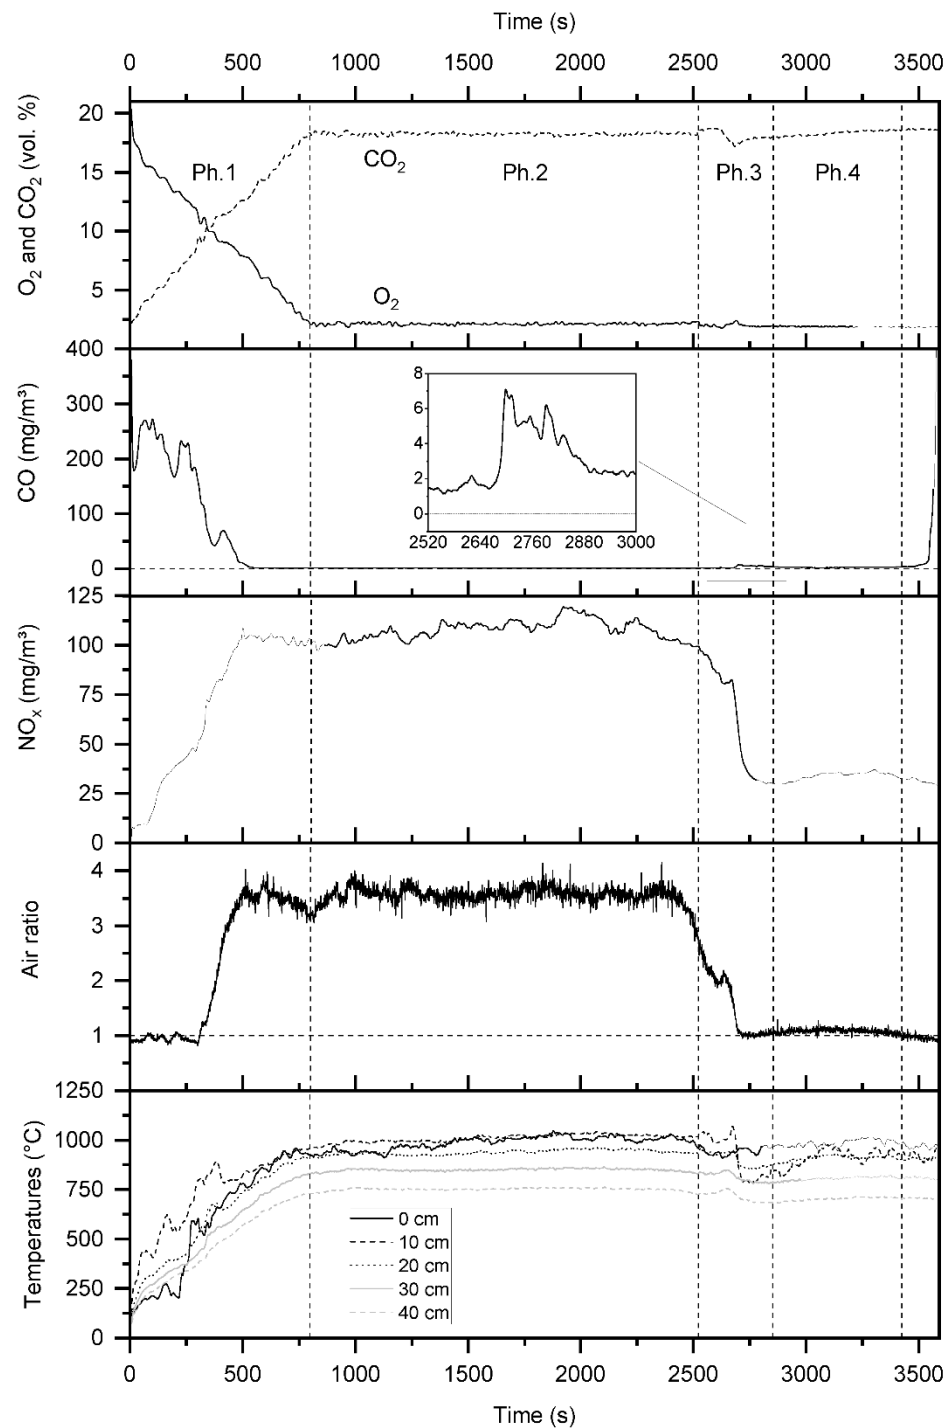 Time (s)
0 500 1000 1500 2000 2500 3000 3500
O₂ and CO₂ (vol. %)
20
15
10
5
Ph.1
CO₂
Ph.2
Ph.3
Ph.4
O₂
CO (mg/m³)
400
300
200
100
0
8
6
4
2
0
2520 2640 2760 2880 3000
NOₓ (mg/m³)
125
100
75
50
25
0
Air ratio
4
3
2
1
Temperatures (°C)
1250
1000
750
500
250
0
0 cm
10 cm
20 cm
30 cm
40 cm
0 500 1000 1500 2000 2500 3000 3500
Time (s)